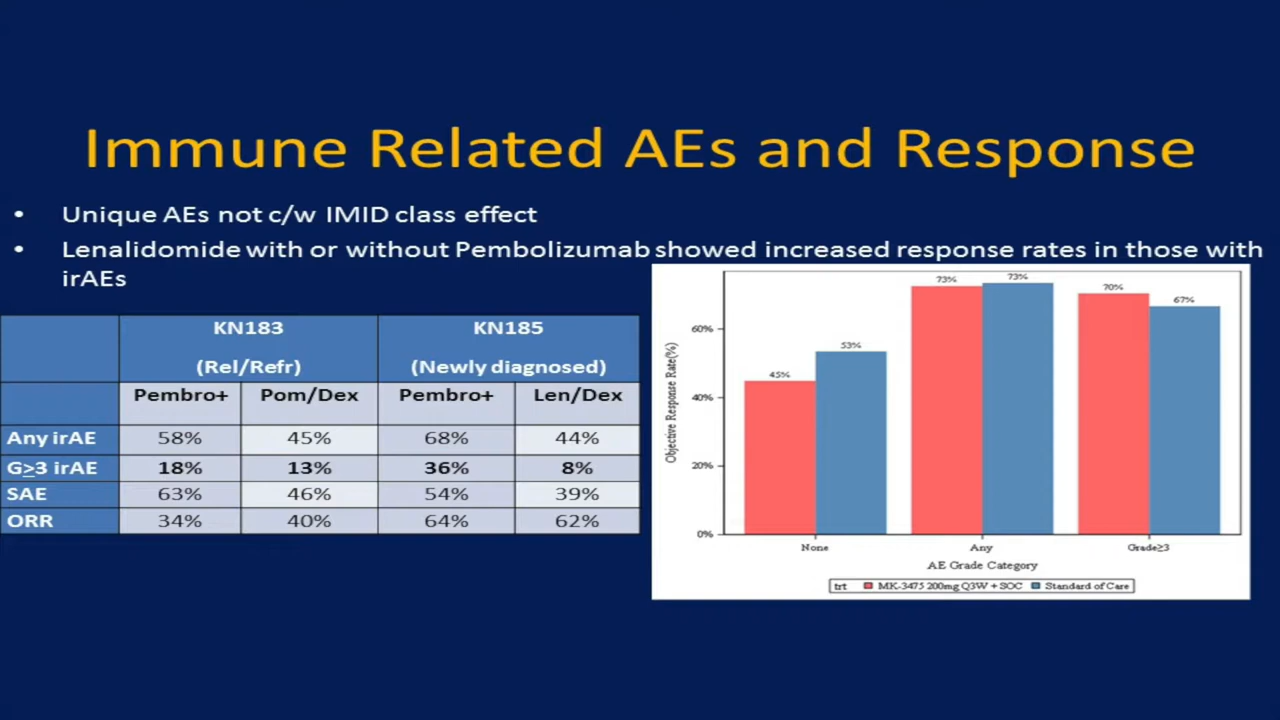 Immune Related AEs and Response
• Unique AEs not c/w IMID class effect
• Lenalidomide with or without Pembolizumab showed increased response rates in those with
irAEs
KN183 KN185
(Rel/Refr) (Newly diagnosed)
Pembro+ Pom/Dex Pembro+ Len/Dex
Any irAE 58% 45% 68% 44%
G≥3 irAE 18% 13% 36% 8%
SAE 63% 46% 54% 39%
ORR 34% 40% 64% 62%
Objective Response Rate(%)
60%
40%
20%
0%
45% 53% 73% 73% 70% 67%
None Any Grade≥3
AE Grade Category
trt MK-3475 200mg Q3W + SOC Standard of Care